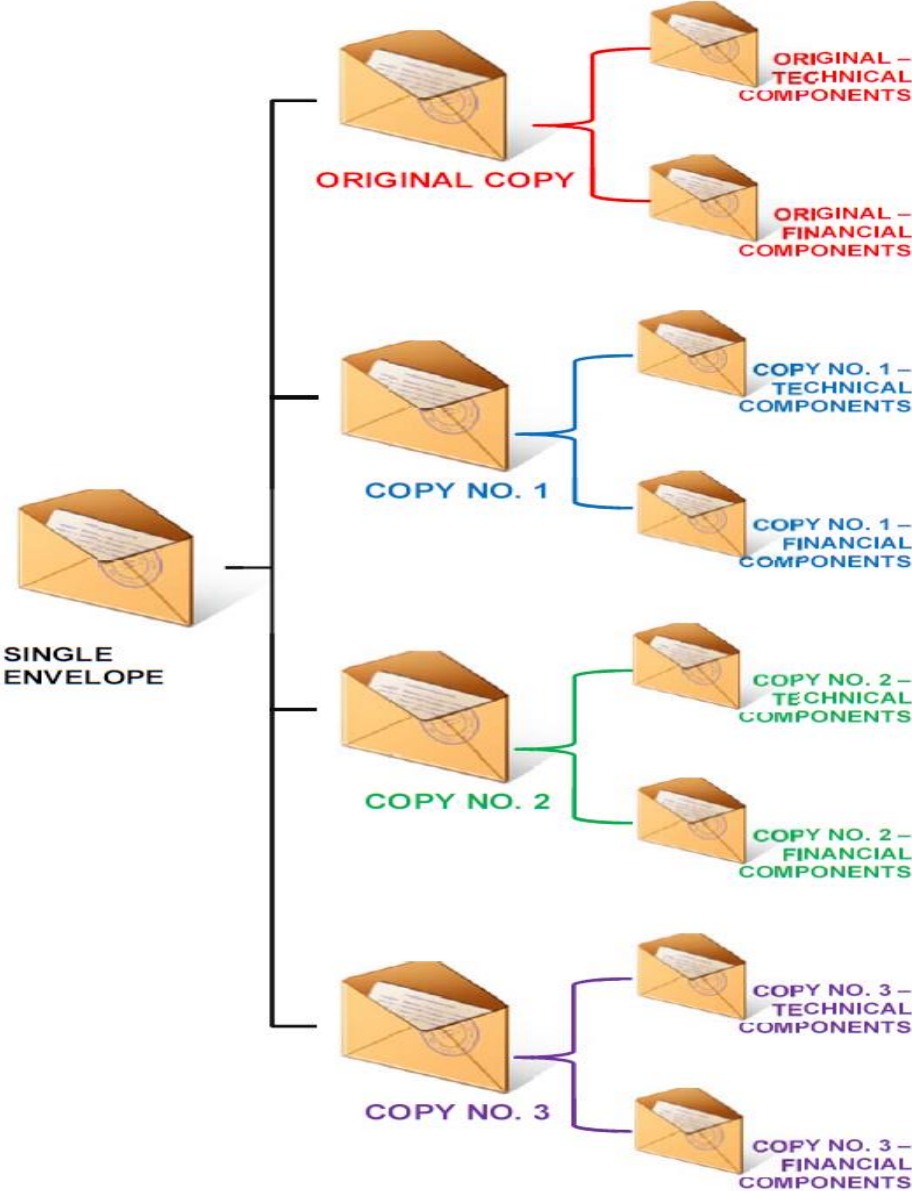 ORIGINAL –
TECHNICAL
COMPONENTS
ORIGINAL COPY
ORIGINAL –
FINANCIAL
COMPONENTS
COPY NO. 1 –
TECHNICAL
COMPONENTS
COPY NO. 1
COPY NO. 1 –
FINANCIAL
COMPONENTS
SINGLE
ENVELOPE
COPY NO. 2 –
TECHNICAL
COMPONENTS
COPY NO. 2
COPY NO. 2 –
FINANCIAL
COMPONENTS
COPY NO. 3 –
TECHNICAL
COMPONENTS
COPY NO. 3
COPY NO. 3 –
FINANCIAL
COMPONENTS